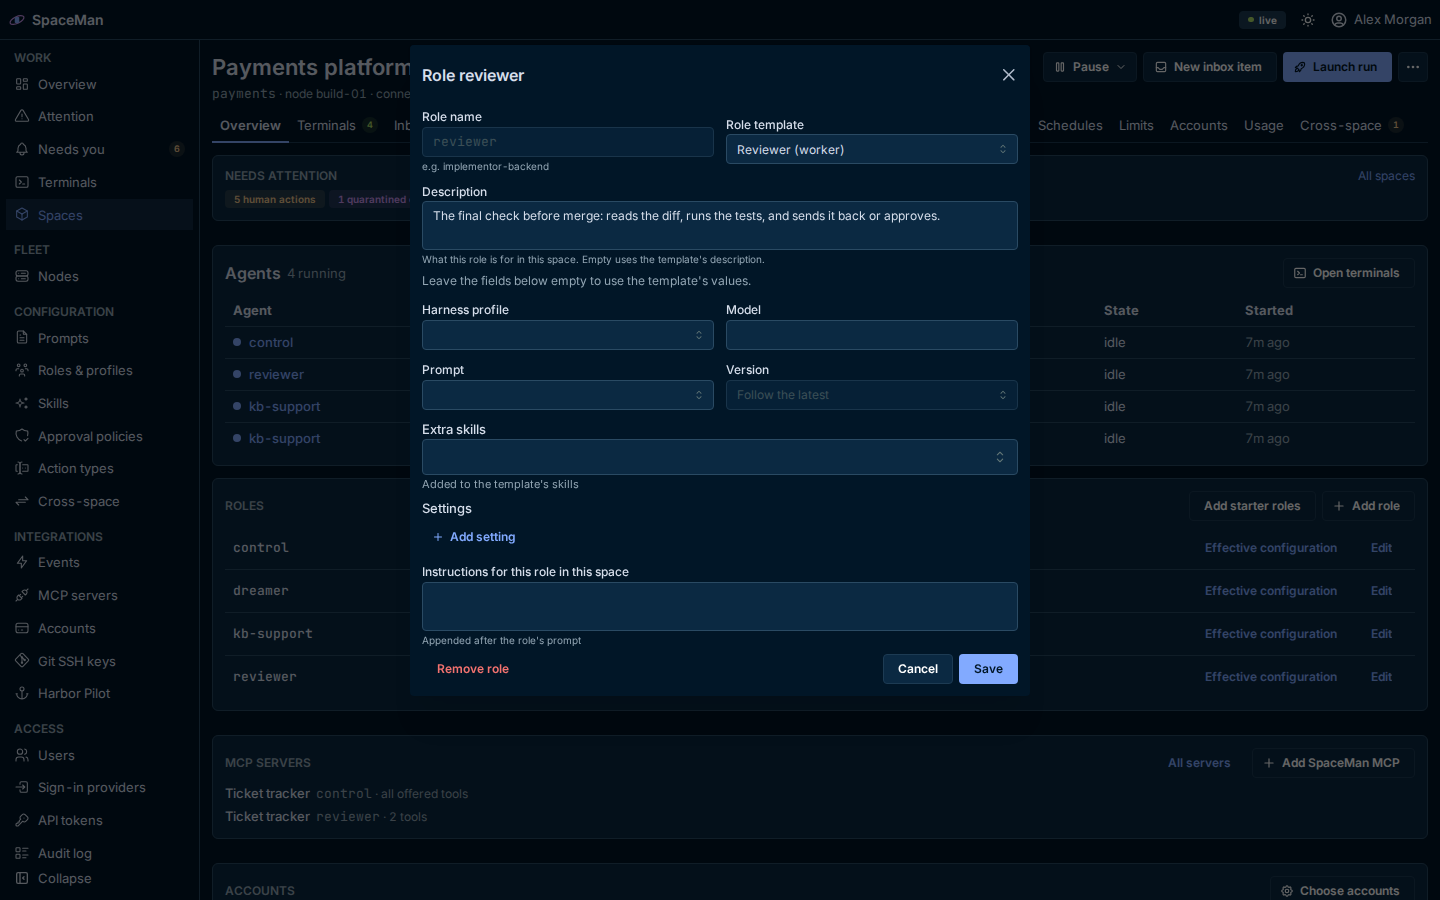 SpaceMan
live
Alex Morgan
WORK
Overview
Attention
Needs you 6
Terminals
Spaces
FLEET
Nodes
CONFIGURATION
Prompts
Roles & profiles
Skills
Approval policies
Action types
Cross-space
INTEGRATIONS
Events
MCP servers
Accounts
Git SSH keys
Harbor Pilot
ACCESS
Users
Sign-in providers
API tokens
Audit log
Collapse
Payments platform
payments · node build-01 · conne
Pause
New inbox item
Launch run
Overview
Terminals 4
Inb
Schedules
Limits
Accounts
Usage
Cross-space 1
NEEDS ATTENTION
All spaces
5 human actions
1 quarantined
Agents 4 running
Open terminals
Agent
State
Started
control
idle
7m ago
reviewer
idle
7m ago
kb-support
idle
7m ago
kb-support
idle
7m ago
ROLES
Add starter roles
Add role
control
Effective configuration
Edit
dreamer
Effective configuration
Edit
kb-support
Effective configuration
Edit
reviewer
Effective configuration
Edit
MCP SERVERS
All servers
Add SpaceMan MCP
Ticket tracker control · all offered tools
Ticket tracker reviewer · 2 tools
ACCOUNTS
Choose accounts
Role reviewer
Role name
reviewer
e.g. implementor-backend
Role template
Reviewer (worker)
Description
The final check before merge: reads the diff, runs the tests, and sends it back or approves.
What this role is for in this space. Empty uses the template's description.
Leave the fields below empty to use the template's values.
Harness profile
Model
Prompt
Version
Follow the latest
Extra skills
Added to the template's skills
Settings
Add setting
Instructions for this role in this space
Appended after the role's prompt
Remove role
Cancel
Save